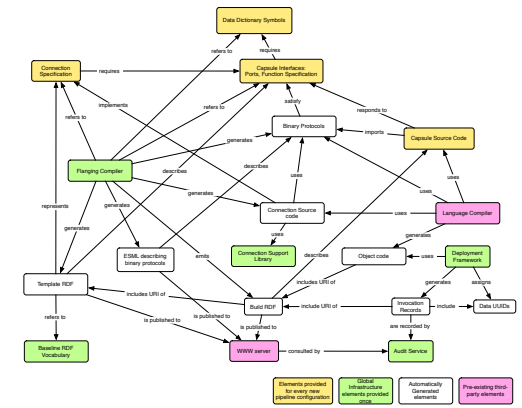 Data Dictionary Symbols
refers to
requires
Connection
Specification
requires
Capsule Interfaces:
Ports, Function Specification
implements
refers to
satisfy
responds to
refers to
Binary Protocols
imports
Capsule Source Code
generates
describes
Flanging Compiler
describes
uses
uses
generates
uses
represents
generates
Connection Source
code
uses
Language Compiler
generates
uses
generates
describes
ESML describing
binary protocols
emits
Connection Support
Library
Object code
uses
Deployment
Framework
Template RDF
includes URI of
includes URI of
generates
assigns
Build RDF
include URI of
Invocation
Records
include
Data UUIDs
refers to
is published to
is published to
is published to
are recorded by
Baseline RDF
Vocabulary
WWW server
consulted by
Audit Service
Elements provided
for every new
pipeline configuration
Global
Infrastructure
elements provided
once
Automatically
Generated
elements
Pre-existing third-
party elements